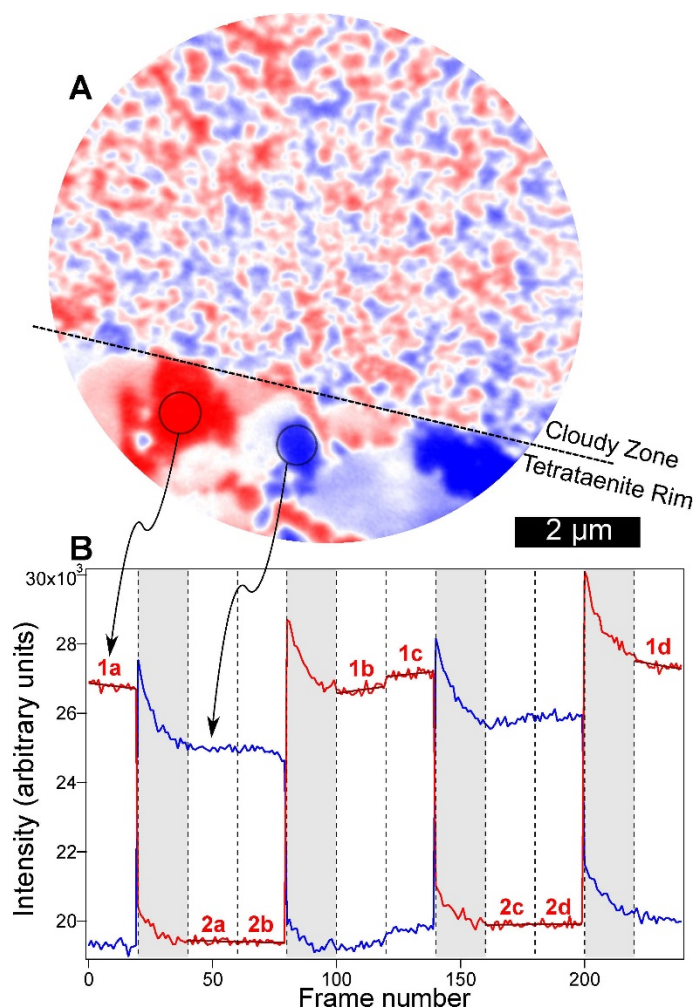 A
Cloudy Zone
Tetrataenite Rim
2 µm
B
30x10³
28
26
24
22
20
Intensity (arbitrary units)
1a
2a
2b
1b
1c
2c
2d
1d
0
50
100
150
200
Frame number